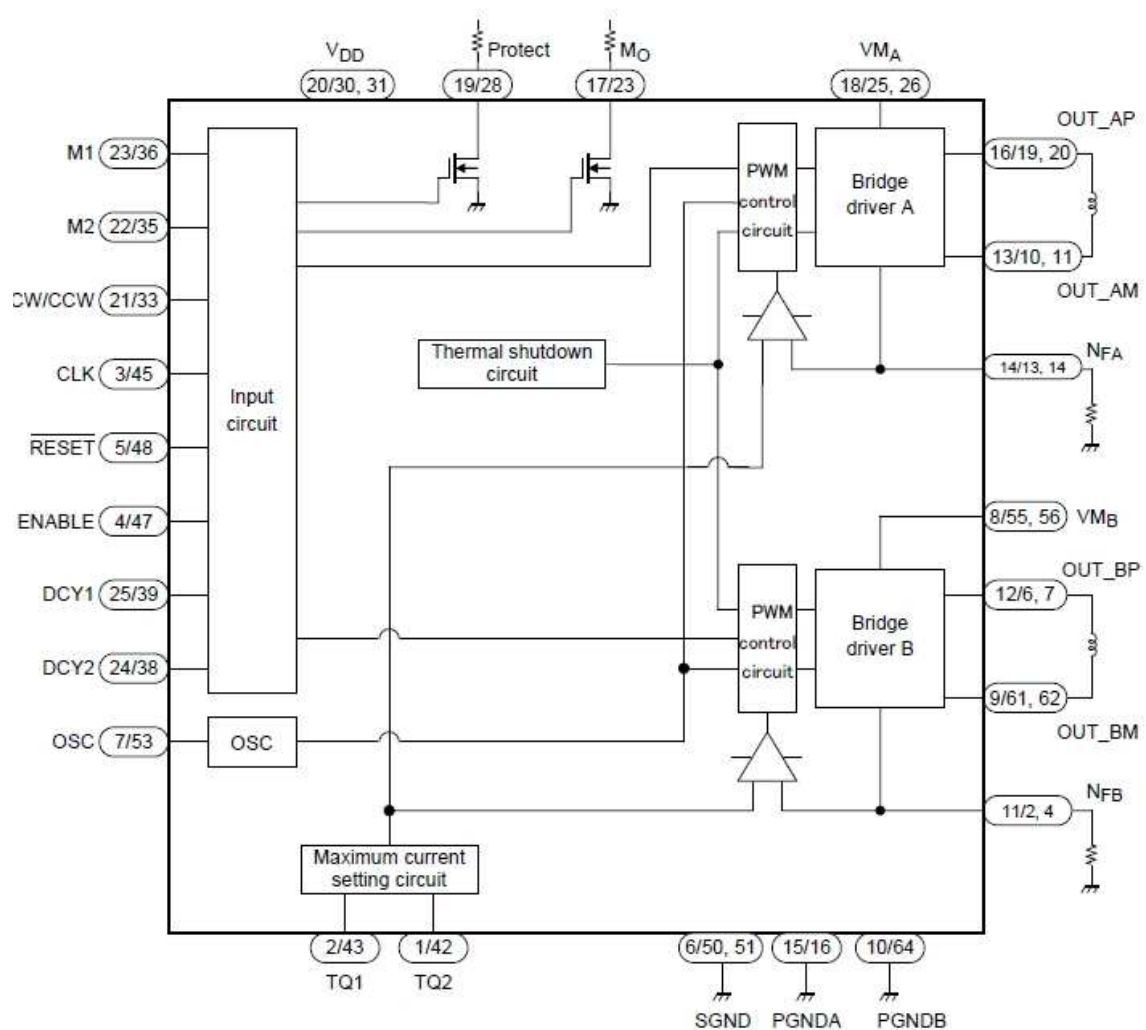 VDD
Protect
MO
VMA
20/30, 31
19/28
17/23
18/25, 26
OUT_AP
M1
23/36
16/19, 20
PWM
control
circuit
Bridge
driver A
M2
22/35
13/10, 11
OUT_AM
CW/CCW
21/33
Thermal shutdown
circuit
NFA
14/13, 14
CLK
3/45
Input
circuit
RESET
5/48
ENABLE
4/47
8/55, 56
VMB
OUT_BP
DCY1
25/39
12/6, 7
PWM
control
circuit
Bridge
driver B
DCY2
24/38
9/61, 62
OUT_BM
OSC
7/53
OSC
NFB
11/2, 4
Maximum current
setting circuit
2/43
1/42
6/50, 51
15/16
10/64
TQ1
TQ2
SGND
PGNDA
PGNDB